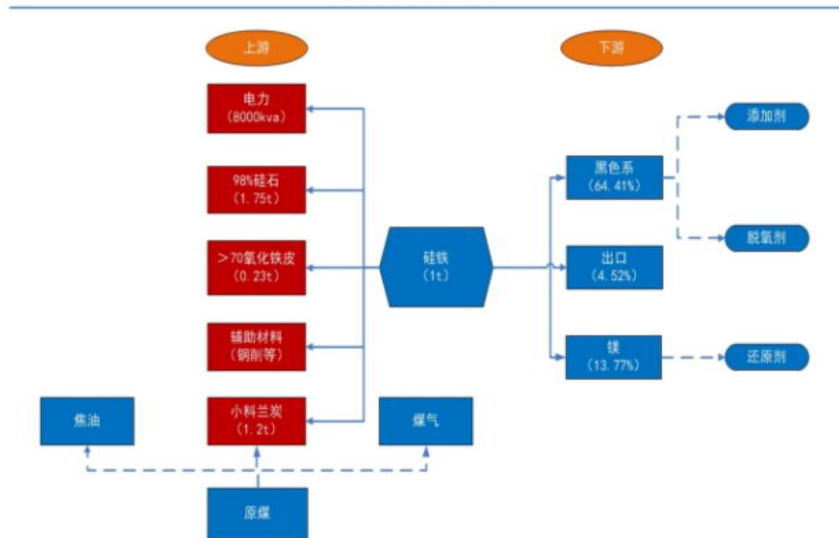 上游
下游
电力
(8000kva)
添加剂
98%硅石
(1.75t)
黑色系
(64.41%)
>70氧化铁皮
(0.23t)
硅铁
(1t)
出口
(4.52%)
脱氧剂
辅助材料
(钢削等)
镁
(13.77%)
还原剂
焦油
小料兰炭
(1.2t)
煤气
原煤